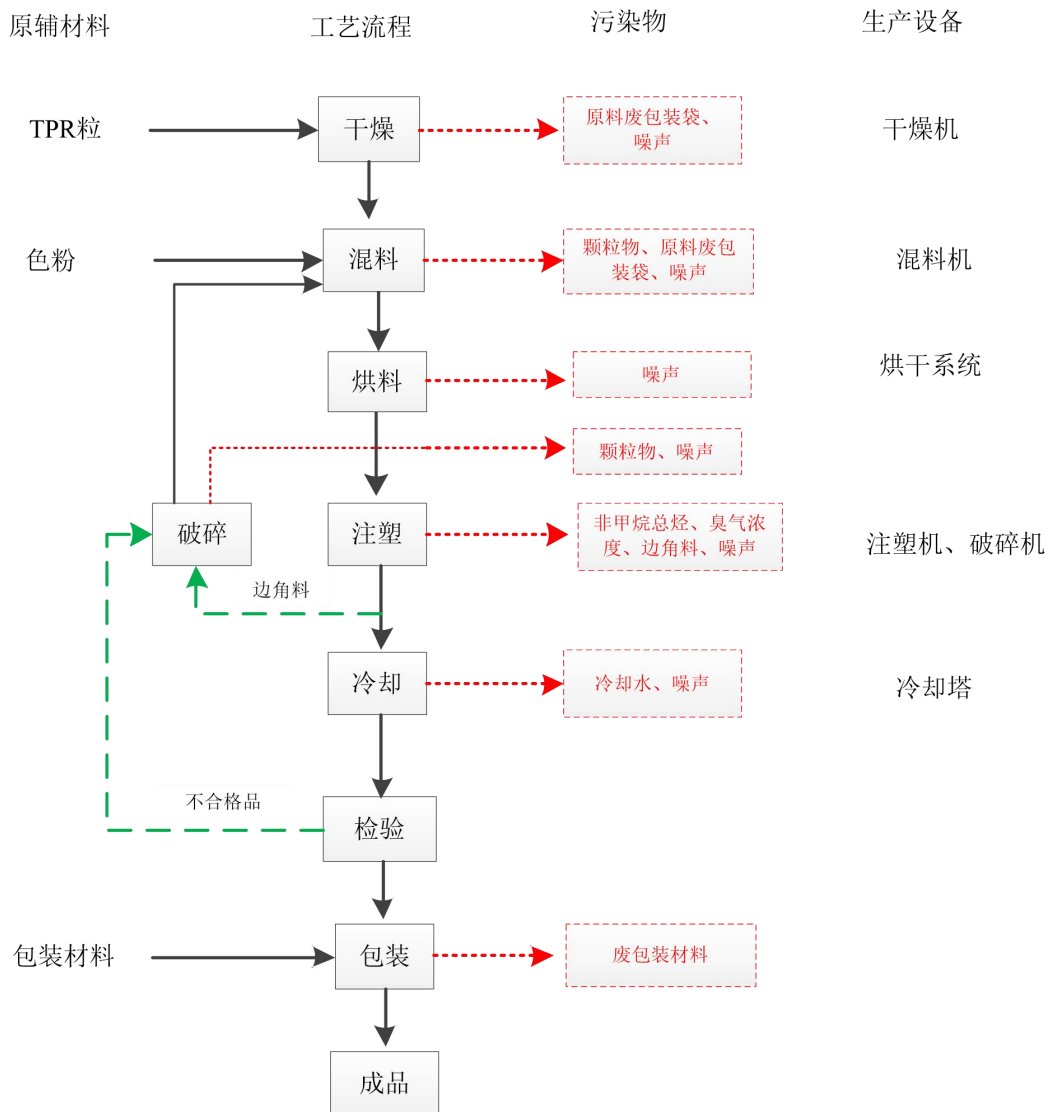 原辅材料
工艺流程
污染物
生产设备
TPR粒
干燥
原料废包装袋、
噪声
干燥机
色粉
混料
颗粒物、原料废包
装袋、噪声
混料机
烘料
噪声
烘干系统
颗粒物、噪声
破碎
注塑
非甲烷总烃、臭气浓
度、边角料、噪声
注塑机、破碎机
边角料
冷却
冷却水、噪声
冷却塔
不合格品
检验
包装材料
包装
废包装材料
成品